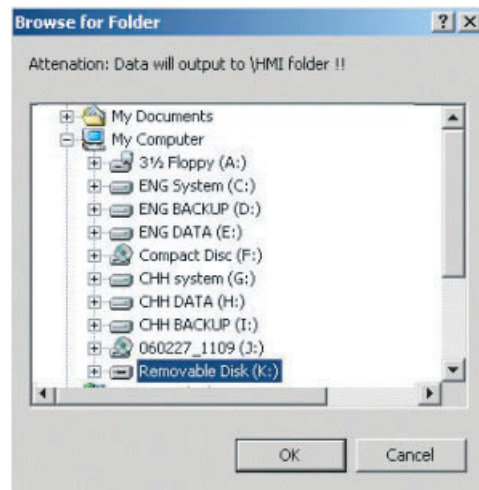 Browse for Folder
Attenation: Data will output to \HMI folder !!
My Documents
My Computer
3½ Floppy (A:)
ENG System (C:)
ENG BACKUP (D:)
ENG DATA (E:)
Compact Disc (F:)
CHH system (G:)
CHH DATA (H:)
CHH BACKUP (I:)
060227_1109 (J:)
Removable Disk (K:)
OK Cancel